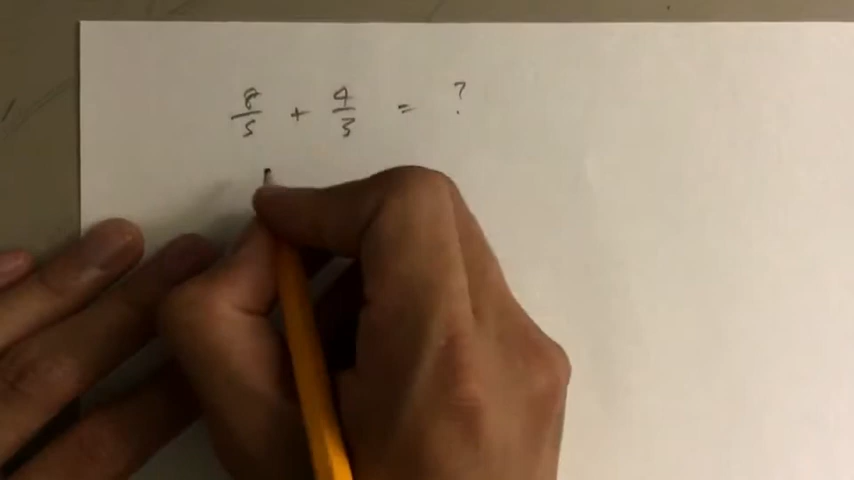 8/5 + 4/3 = ?